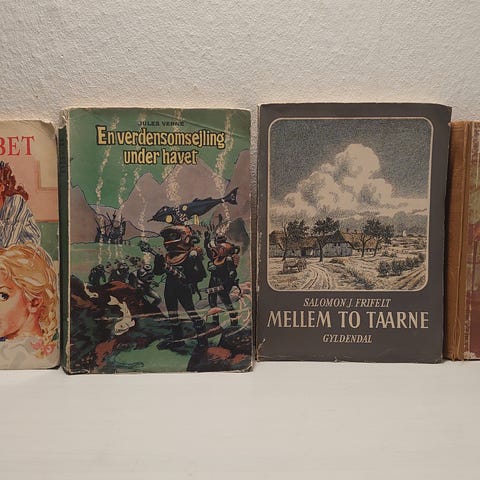 BET
JULES VERNE
En verdensomsejling
under havet
SALOMON J. FRIFELT
MELLEM TO TAARNE
GYLDENDAL